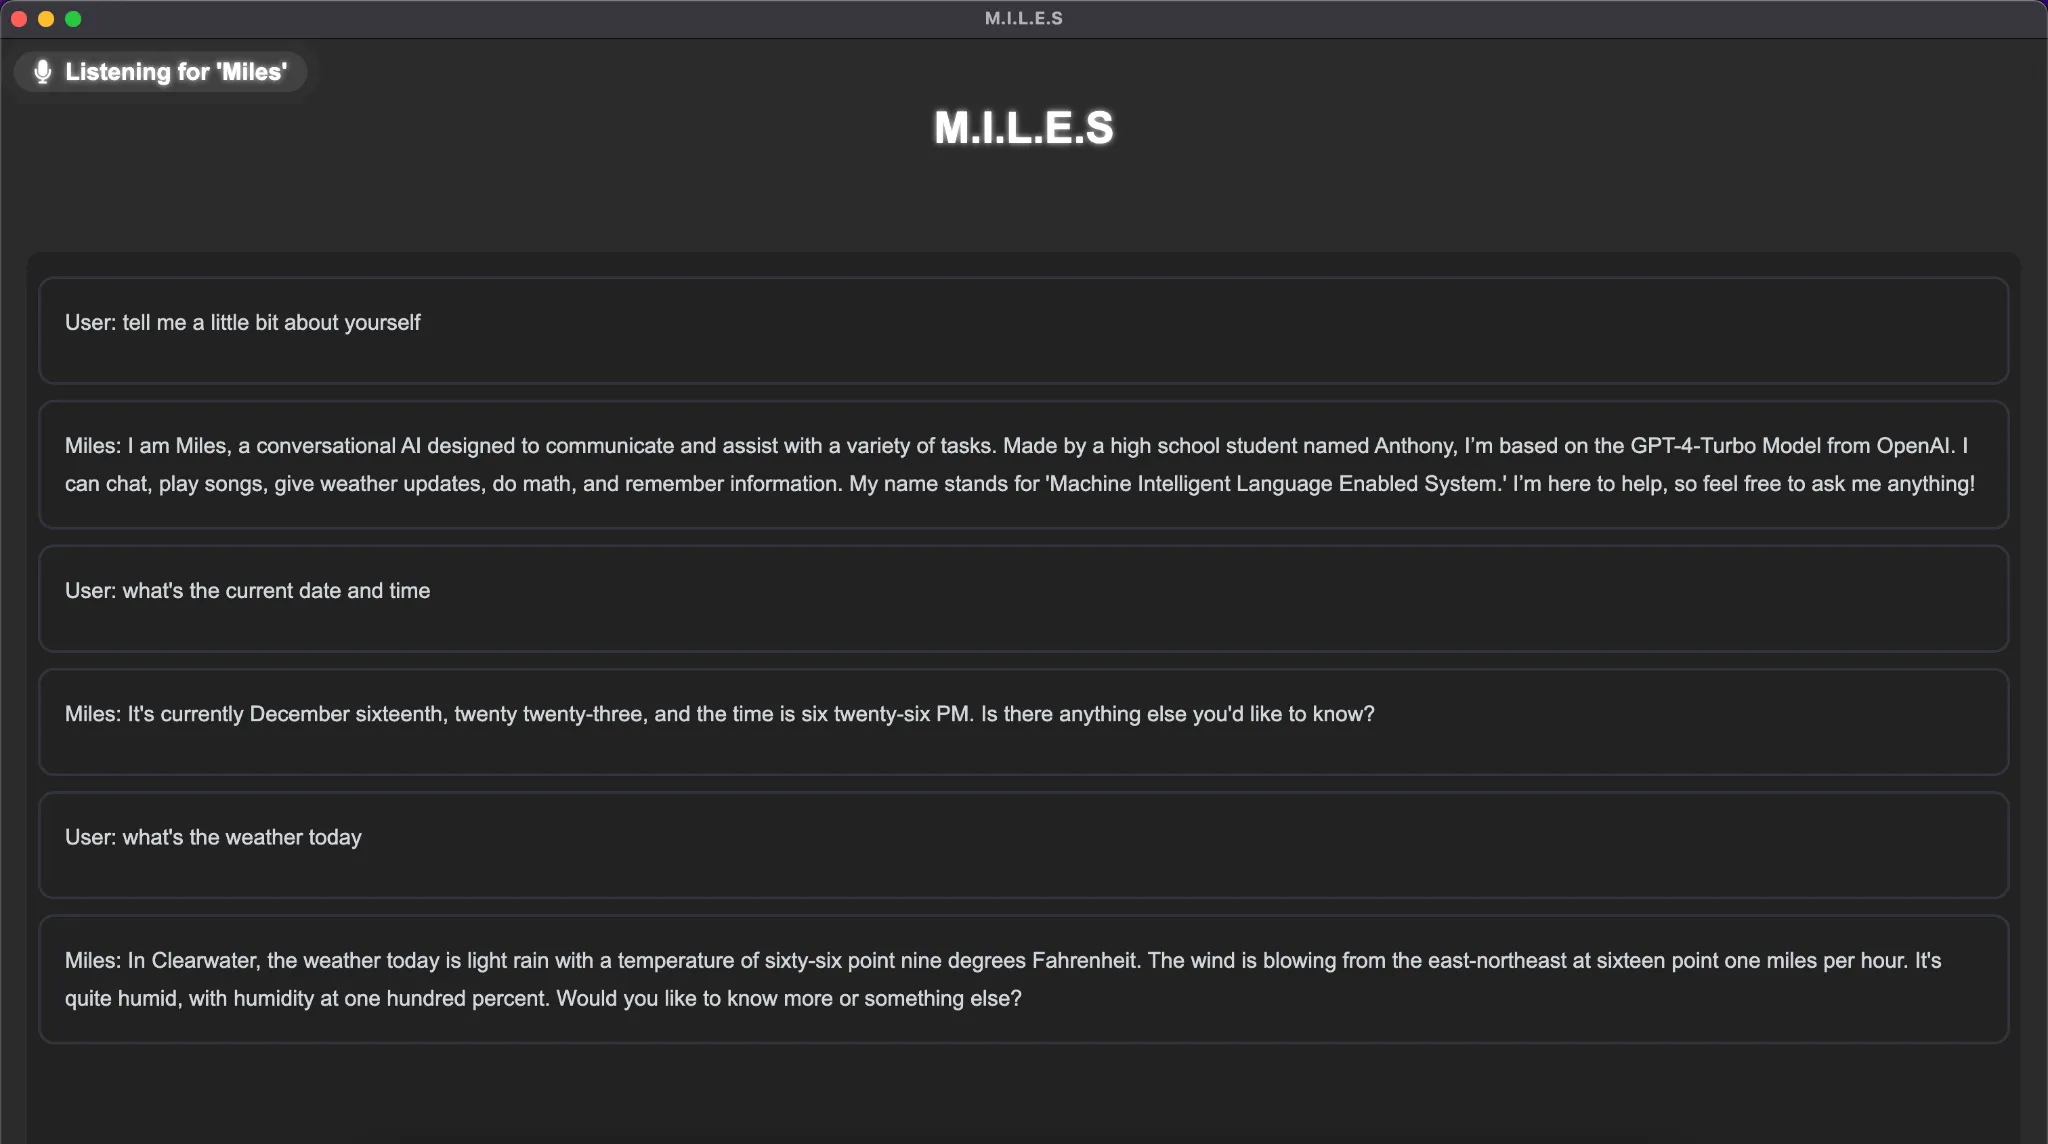 M.I.L.E.S
Listening for 'Miles'
M.I.L.E.S
User: tell me a little bit about yourself
Miles: I am Miles, a conversational AI designed to communicate and assist with a variety of tasks. Made by a high school student named Anthony, I’m based on the GPT-4-Turbo Model from OpenAI. I
can chat, play songs, give weather updates, do math, and remember information. My name stands for 'Machine Intelligent Language Enabled System.' I’m here to help, so feel free to ask me anything!
User: what's the current date and time
Miles: It's currently December sixteenth, twenty twenty-three, and the time is six twenty-six PM. Is there anything else you'd like to know?
User: what's the weather today
Miles: In Clearwater, the weather today is light rain with a temperature of sixty-six point nine degrees Fahrenheit. The wind is blowing from the east-northeast at sixteen point one miles per hour. It's
quite humid, with humidity at one hundred percent. Would you like to know more or something else?